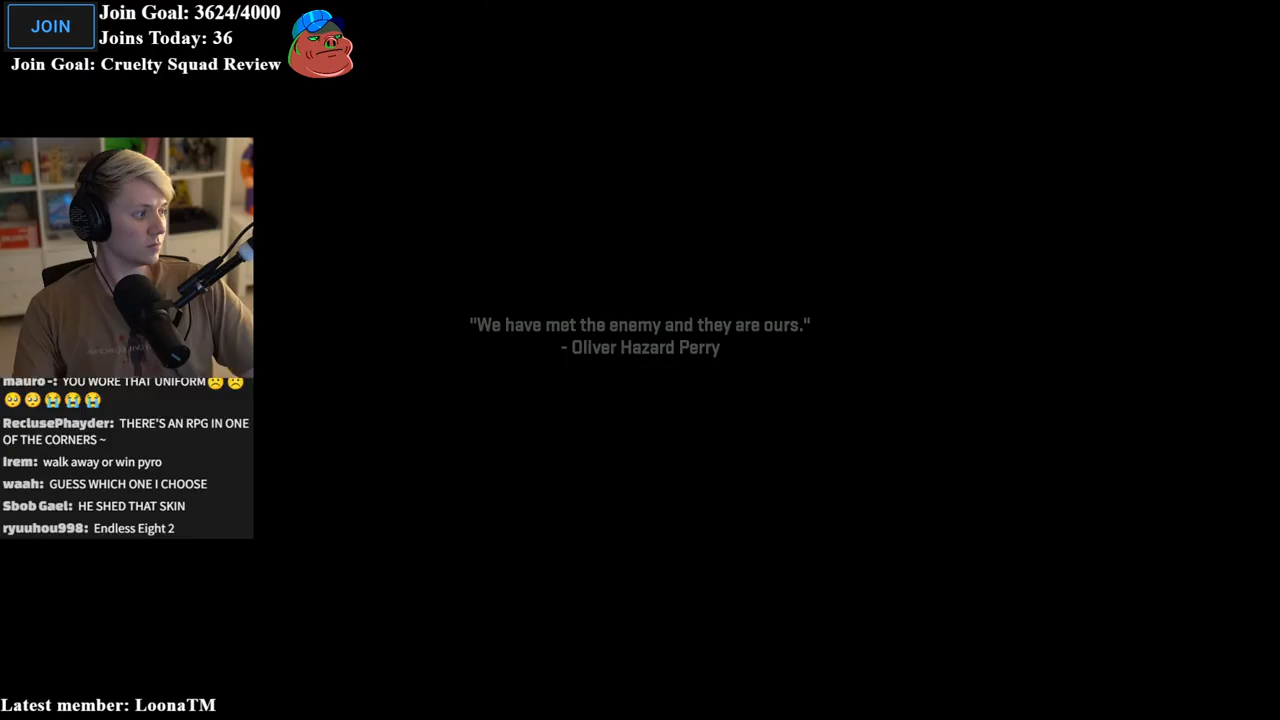 JOIN
Join Goal: 3624/4000
Joins Today: 36
Join Goal: Cruelty Squad Review
"We have met the enemy and they are ours."
- Oliver Hazard Perry
mauro -: YOU WORE THAT UNIFORM☹️☹️
🥺🥺😭😭😭
ReclusePhayder: THERE'S AN RPG IN ONE
OF THE CORNERS ~
Irem: walk away or win pyro
waah: GUESS WHICH ONE I CHOOSE
Sbob Gael: HE SHED THAT SKIN
ryuuhou998: Endless Eight 2
Latest member: LoonaTM